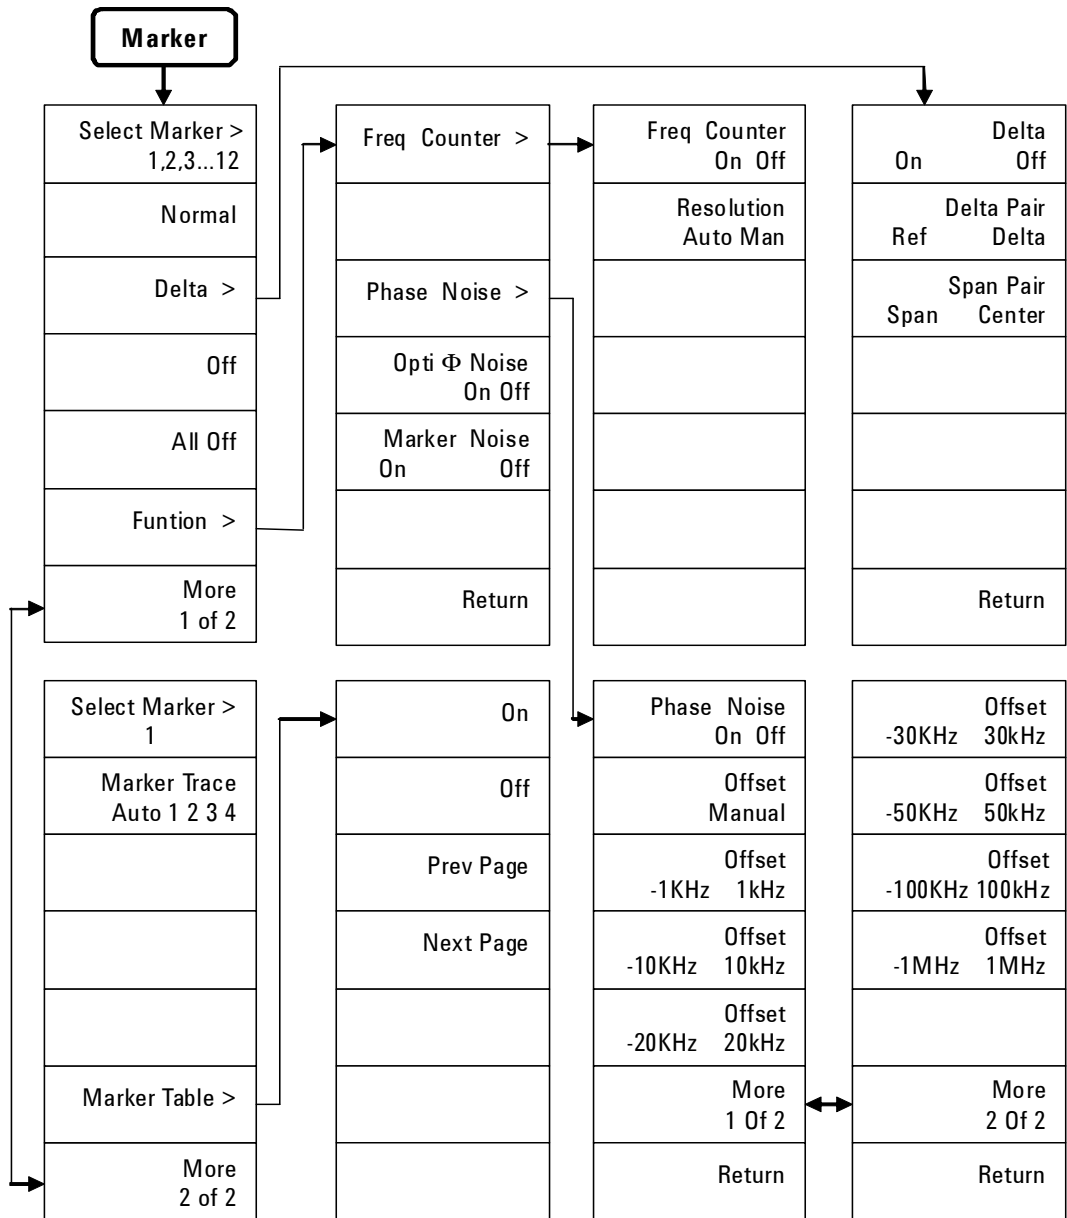 Marker
Select Marker >
1,2,3...12
Normal
Delta >
Off
All Off
Funtion >
More
1 of 2
Freq Counter >
Phase Noise >
Opti Φ Noise
On Off
Marker Noise
On Off
Return
Freq Counter
On Off
Resolution
Auto Man
Delta
On Off
Delta Pair
Ref Delta
Span Pair
Span Center
Return
Select Marker >
1
Marker Trace
Auto 1 2 3 4
Marker Table >
More
2 of 2
On
Off
Prev Page
Next Page
Phase Noise
On Off
Offset
Manual
Offset
-1KHz 1kHz
Offset
-10KHz 10kHz
Offset
-20KHz 20kHz
More
1 Of 2
Return
Offset
-30KHz 30kHz
Offset
-50KHz 50kHz
Offset
-100KHz 100kHz
Offset
-1MHz 1MHz
More
2 Of 2
Return